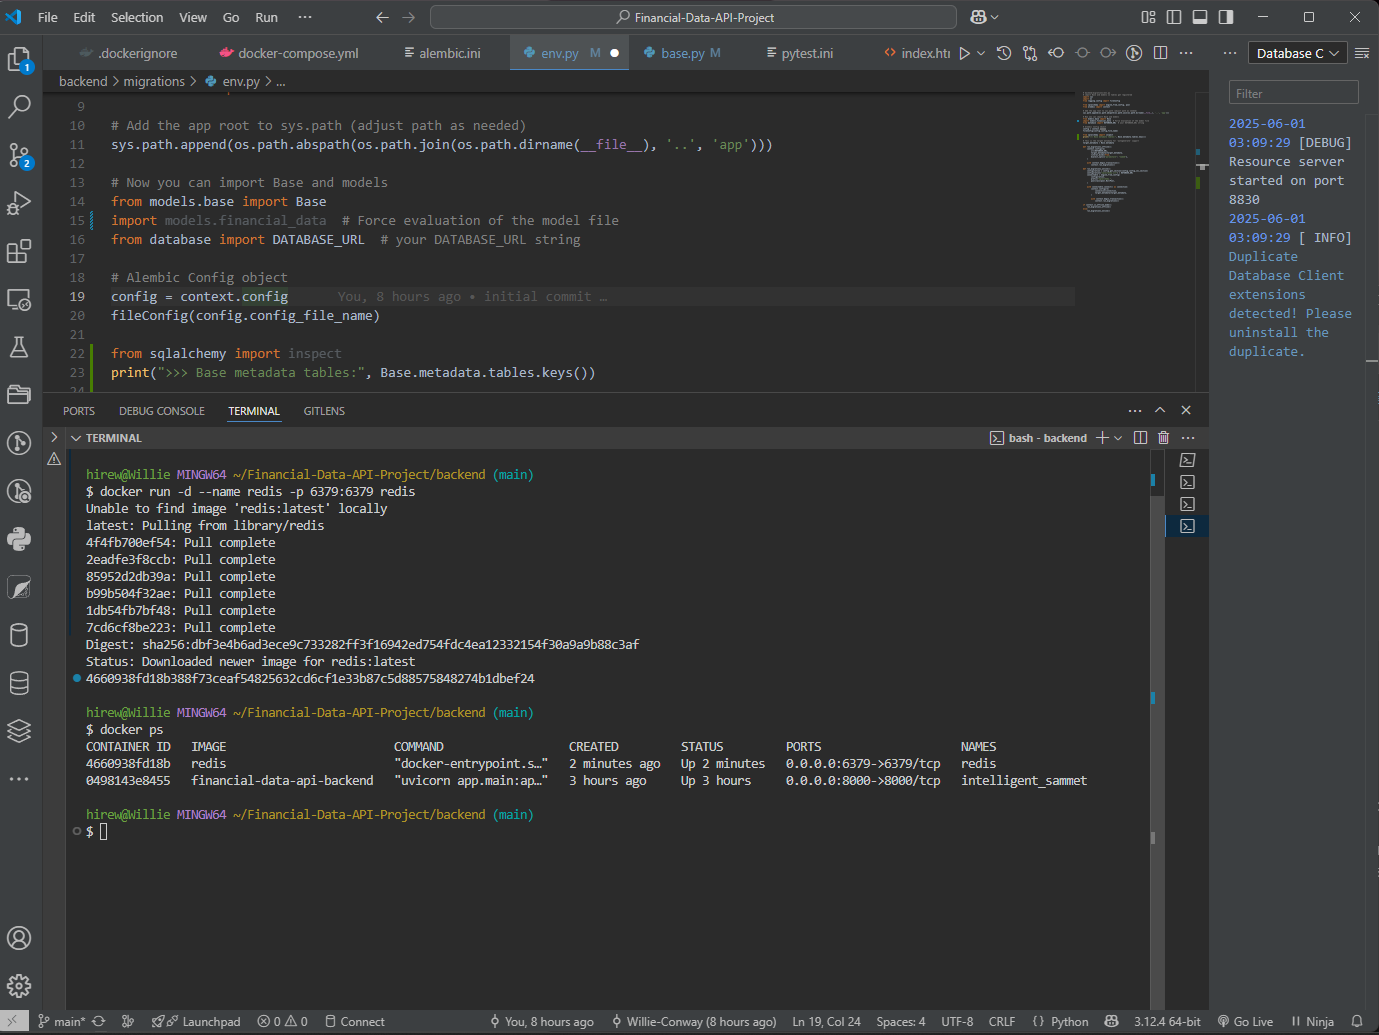 File Edit Selection View Go Run ···
Financial-Data-API-Project
.dockerignore docker-compose.yml alembic.ini env.py M base.py M pytest.ini index.ht
backend > migrations > env.py > ...
9
10 # Add the app root to sys.path (adjust path as needed)
11 sys.path.append(os.path.abspath(os.path.join(os.path.dirname(__file__), '..', 'app')))
12
13 # Now you can import Base and models
14 from models.base import Base
15 import models.financial_data # Force evaluation of the model file
16 from database import DATABASE_URL # your DATABASE_URL string
17
18 # Alembic Config object
19 config = context.config You, 8 hours ago • initial commit …
20 fileConfig(config.config_file_name)
21
22 from sqlalchemy import inspect
23 print(">>> Base metadata tables:", Base.metadata.tables.keys())
24
Database C
Filter
2025-06-01
03:09:29 [DEBUG]
Resource server
started on port
8830
2025-06-01
03:09:29 [ INFO]
Duplicate
Database Client
extensions
detected! Please
uninstall the
duplicate.
1
2
PORTS DEBUG CONSOLE TERMINAL GITLENS
TERMINAL
bash - backend
hirew@Willie MINGW64 ~/Financial-Data-API-Project/backend (main)
$ docker run -d --name redis -p 6379:6379 redis
Unable to find image 'redis:latest' locally
latest: Pulling from library/redis
4f4fb700ef54: Pull complete
2eadfe3f8ccb: Pull complete
85952d2db39a: Pull complete
b99b504f32ae: Pull complete
1db54fb7bf48: Pull complete
7cd6cf8be223: Pull complete
Digest: sha256:dbf3e4b6ad3ece9c733282ff3f16942ed754fdc4ea12332154f30a9a9b88c3af
Status: Downloaded newer image for redis:latest
4660938fd18b388f73ceaf54825632cd6cf1e33b87c5d88575848274b1dbef24
hirew@Willie MINGW64 ~/Financial-Data-API-Project/backend (main)
$ docker ps
CONTAINER ID IMAGE COMMAND CREATED STATUS PORTS NAMES
4660938fd18b redis "docker-entrypoint.s…" 2 minutes ago Up 2 minutes 0.0.0.0:6379->6379/tcp redis
0498143e8455 financial-data-api-backend "uvicorn app.main:ap…" 3 hours ago Up 3 hours 0.0.0.0:8000->8000/tcp intelligent_sammet
hirew@Willie MINGW64 ~/Financial-Data-API-Project/backend (main)
$
main* Launchpad 0 0 Connect You, 8 hours ago Willie-Conway (8 hours ago) Ln 19, Col 24 Spaces: 4 UTF-8 CRLF { } Python 3.12.4 64-bit Go Live Ninja